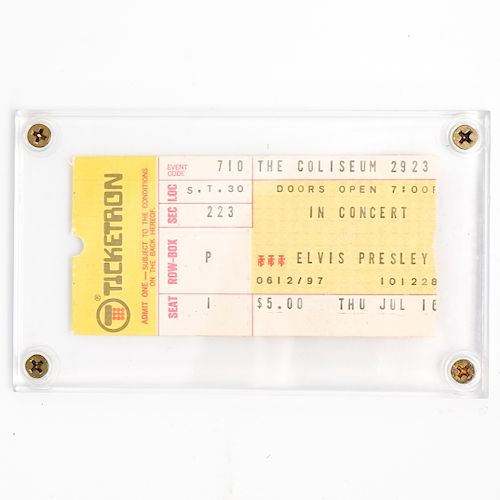 ® TICKETRON
ADMIT ONE — SUBJECT TO THE CONDITIONS
ON THE BACK HEREOF.
EVENT CODE 710
SEC LOC S.T.30
223
ROW-BOX P
SEAT 1
THE COLISEUM 2923
DOORS OPEN 7:00P
IN CONCERT
*** ELVIS PRESLEY
0612/97 101228
$5.00 THU JUL 16